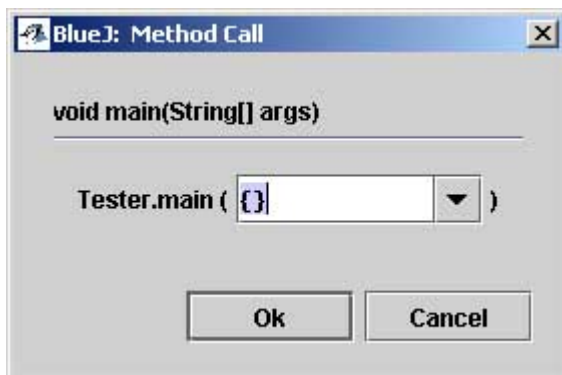 BlueJ: Method Call
void main(String[] args)
Tester.main ( {} )
Ok Cancel